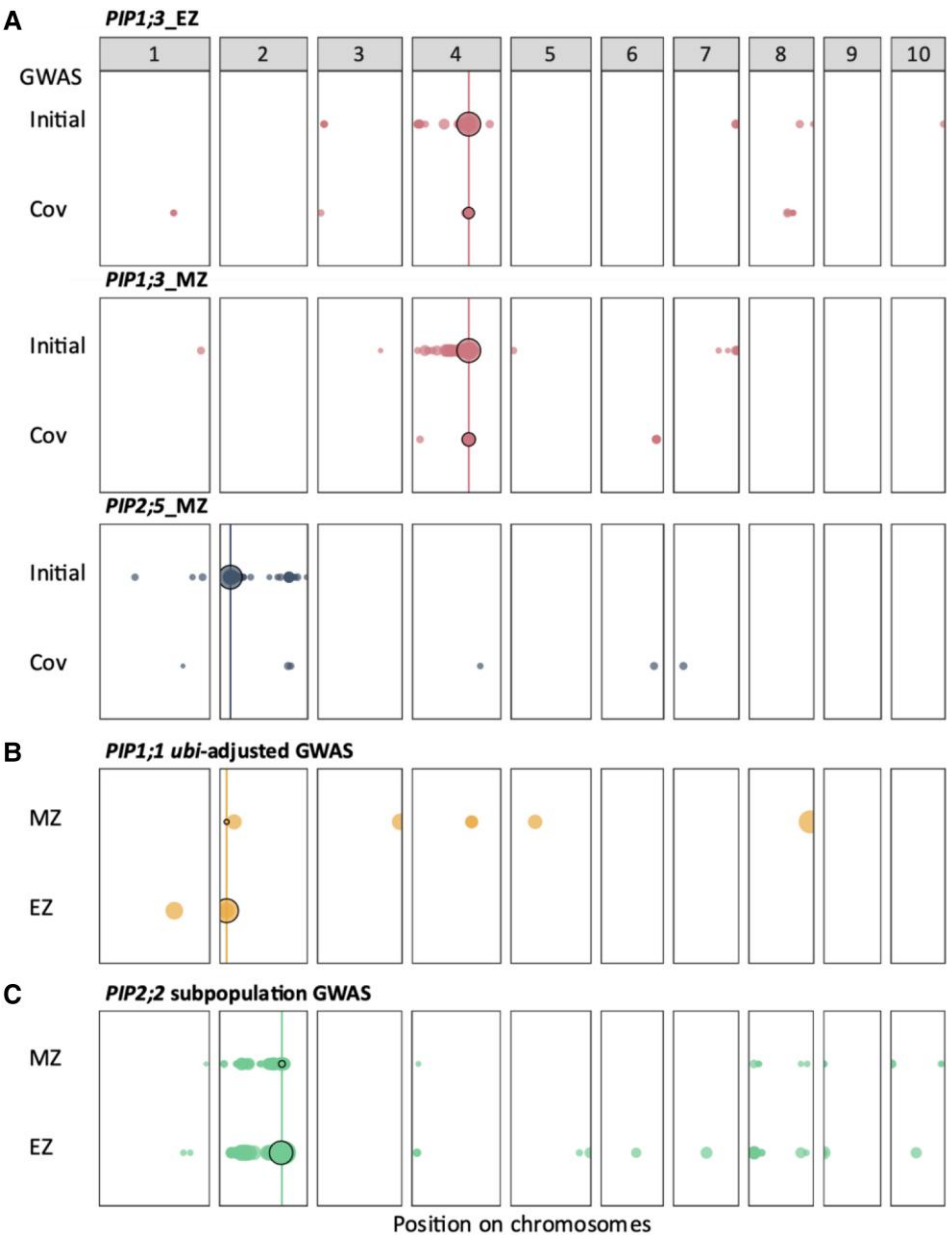 A
PIP1;3_EZ
1 2 3 4 5 6 7 8 9 10
GWAS
Initial
Cov
PIP1;3_MZ
Initial
Cov
PIP2;5_MZ
Initial
Cov
B
PIP1;1 ubi-adjusted GWAS
MZ
EZ
C
PIP2;2 subpopulation GWAS
MZ
EZ
Position on chromosomes